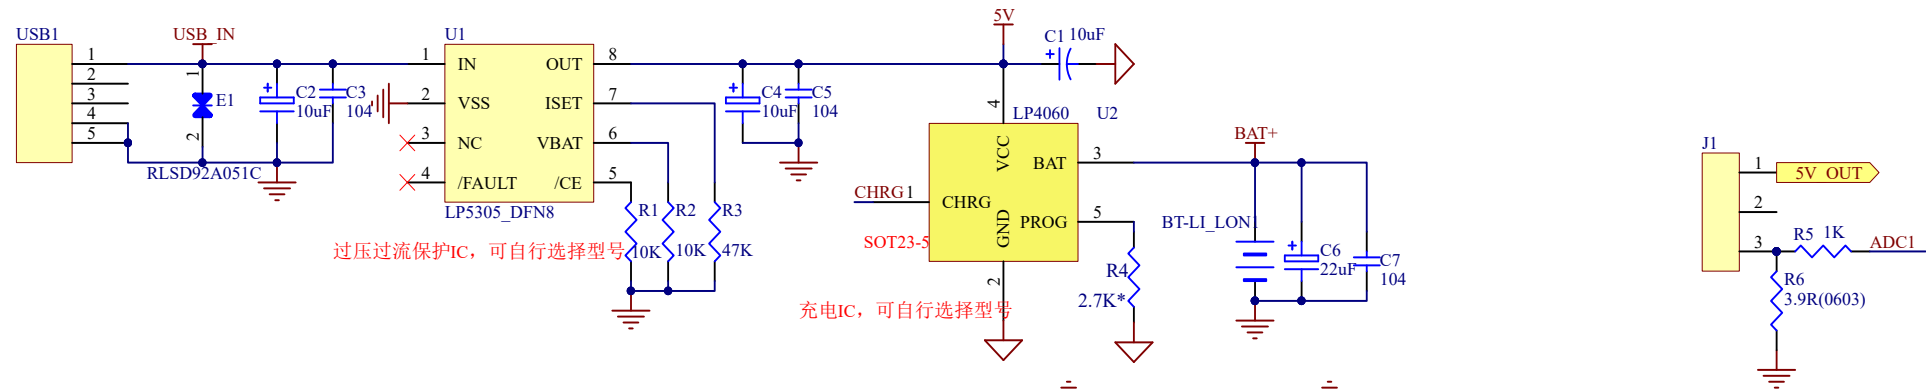 USB1
1
2
3
4
5
USB_IN
1
E1
2
RLSD92A051C
C2
10uF
C3
104
U1
1
IN
2
VSS
3
NC
4
/FAULT
OUT
8
ISET
7
VBAT
6
/CE
5
LP5305_DFN8
过压过流保护IC，可自行选择型号
R1
10K
R2
10K
R3
47K
C4
10uF
C5
104
5V
C1
10uF
4
LP4060
U2
VCC
BAT
3
CHRG
1
CHRG
PROG
5
GND
2
SOT23-5
充电IC，可自行选择型号
R4
2.7K*
BAT+
BT-LI_LON1
C6
22uF
C7
104
J1
1
5V_OUT
2
3
R5
1K
ADC1
R6
3.9R(0603)